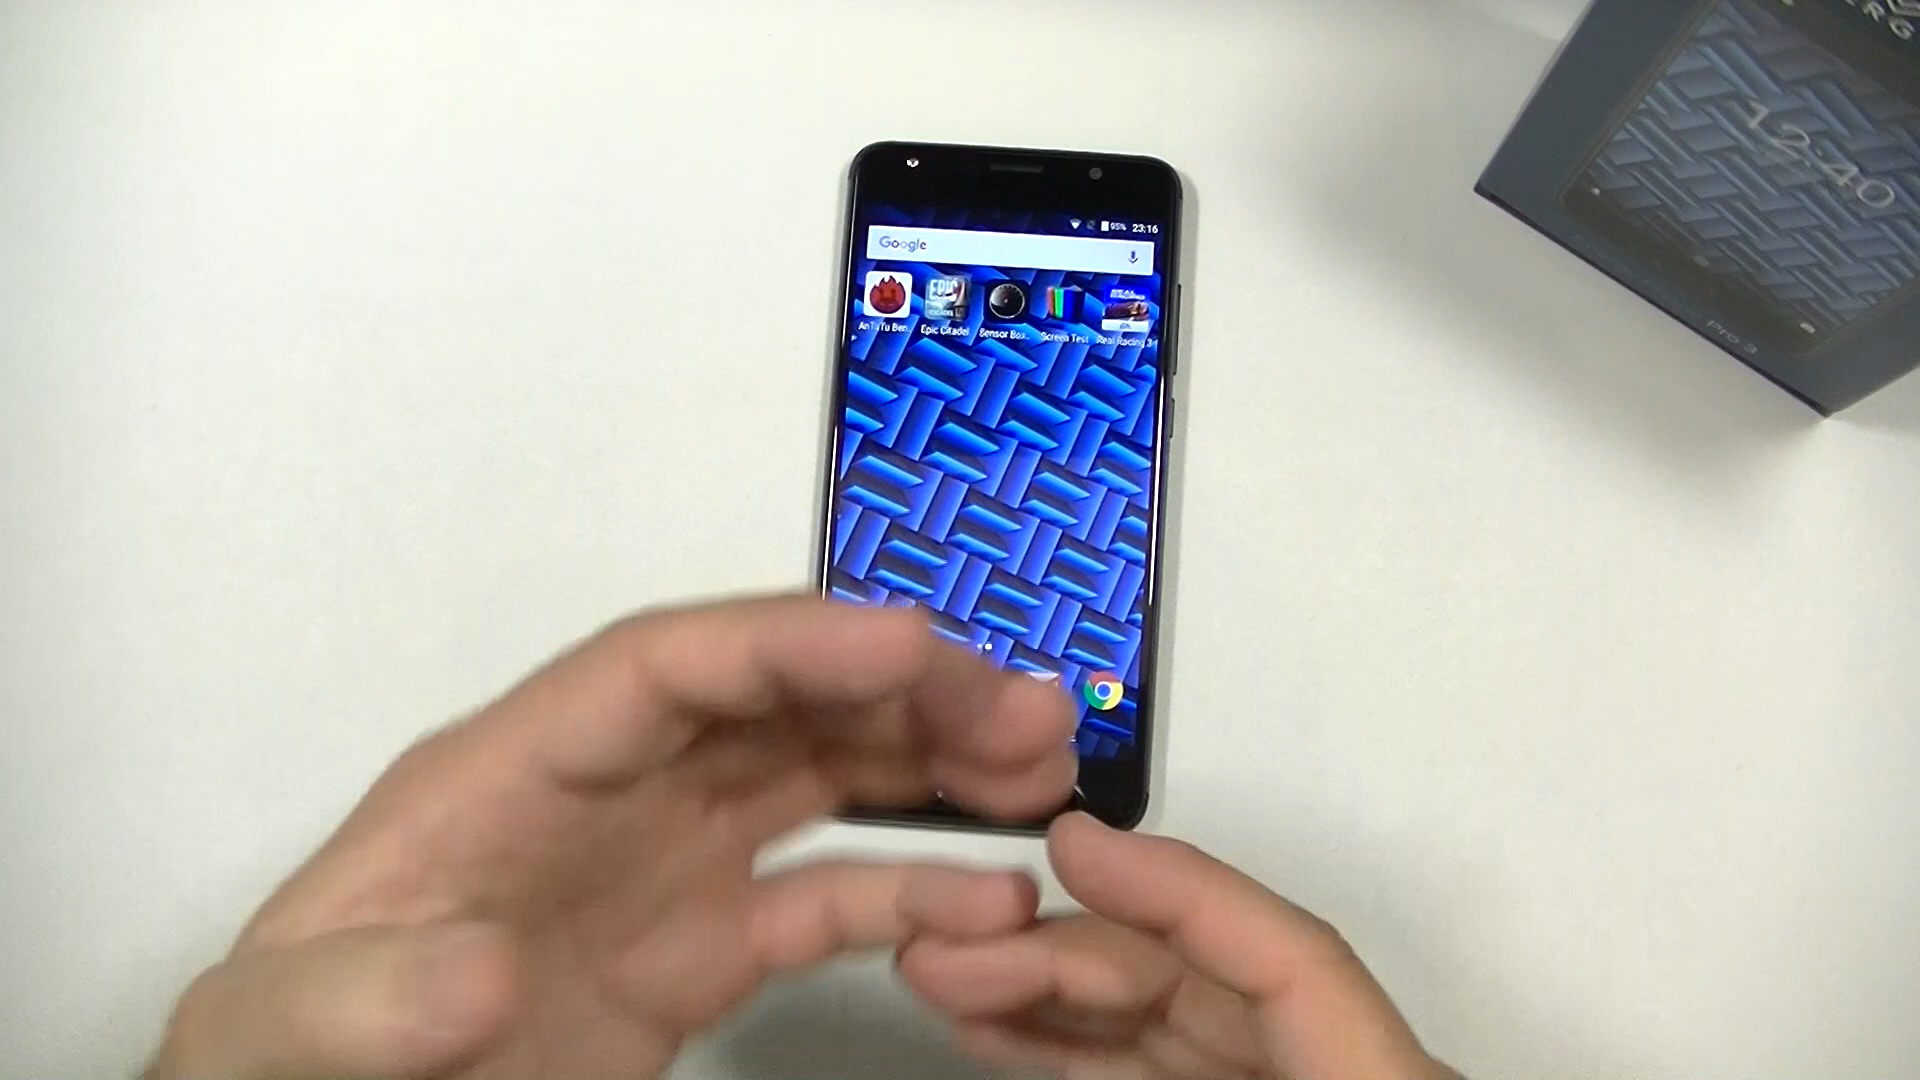 95% 23:16
Google
EPIC
AnTuTu Ben..
Epic Citadel
Sensor Box..
Screen Test
Real Racing 3
12:40
Pro 3